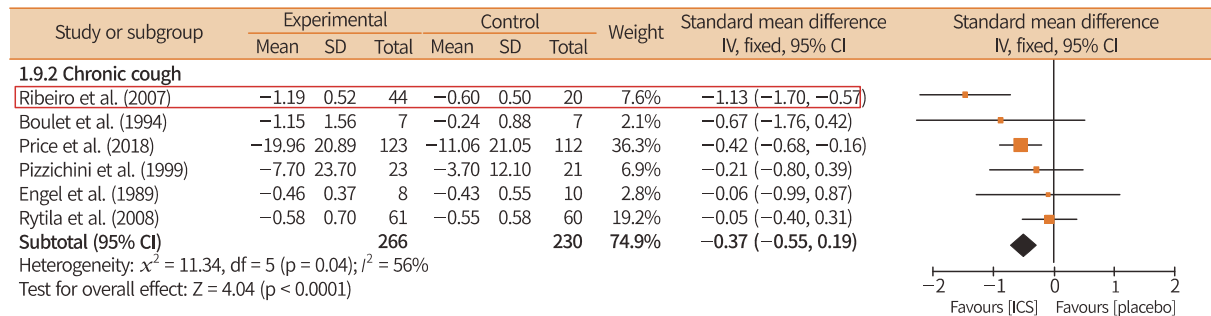 Study or subgroup Experimental Control Weight Standard mean difference IV, fixed, 95% CI Standard mean difference IV, fixed, 95% CI
Mean SD Total Mean SD Total
1.9.2 Chronic cough
Ribeiro et al. (2007) −1.19 0.52 44 −0.60 0.50 20 7.6% −1.13 (−1.70, −0.57)
Boulet et al. (1994) −1.15 1.56 7 −0.24 0.88 7 2.1% −0.67 (−1.76, 0.42)
Price et al. (2018) −19.96 20.89 123 −11.06 21.05 112 36.3% −0.42 (−0.68, −0.16)
Pizzichini et al. (1999) −7.70 23.70 23 −3.70 12.10 21 6.9% −0.21 (−0.80, 0.39)
Engel et al. (1989) −0.46 0.37 8 −0.43 0.55 10 2.8% −0.06 (−0.99, 0.87)
Rytila et al. (2008) −0.58 0.70 61 −0.55 0.58 60 19.2% −0.05 (−0.40, 0.31)
Subtotal (95% CI) 266 230 74.9% −0.37 (−0.55, 0.19)
Heterogeneity: x² = 11.34, df = 5 (p = 0.04); I² = 56%
Test for overall effect: Z = 4.04 (p < 0.0001)
−2 −1 0 1 2
Favours [ICS] Favours [placebo]